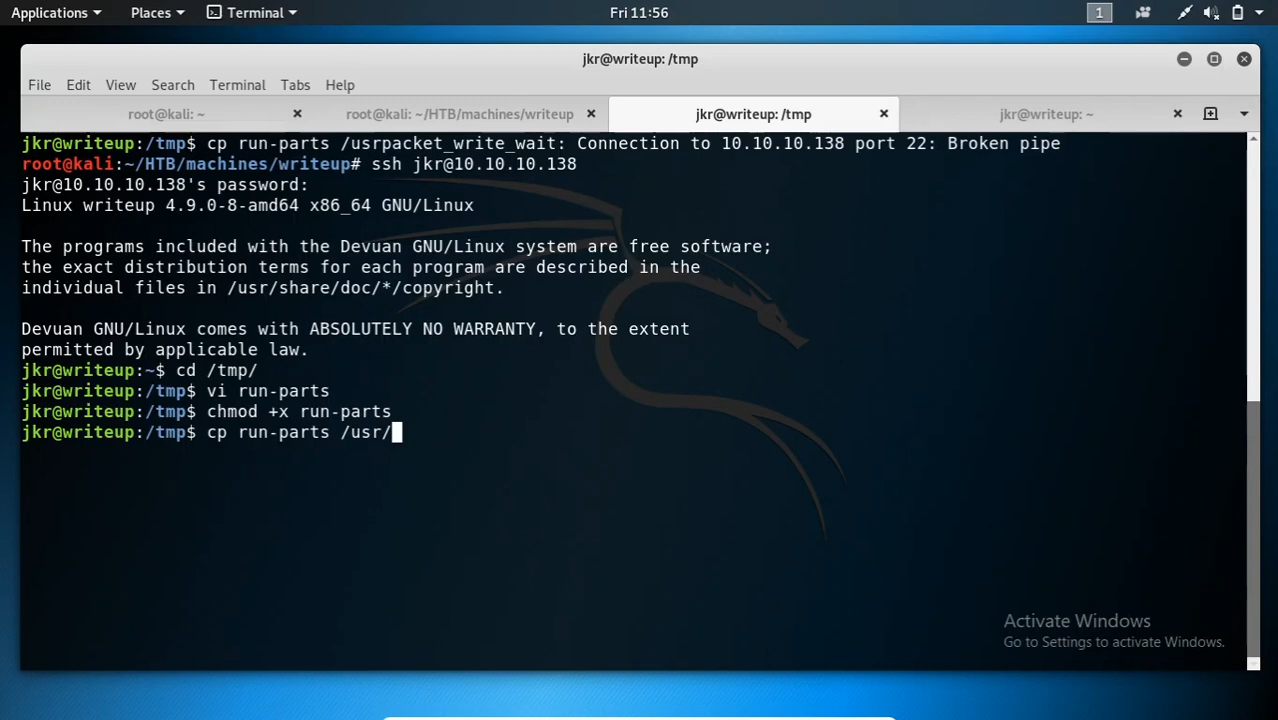 Applications Places Terminal Fri 11:56 1
jkr@writeup: /tmp
File Edit View Search Terminal Tabs Help
root@kali: ~ root@kali: ~/HTB/machines/writeup jkr@writeup: /tmp jkr@writeup: ~
jkr@writeup:/tmp$ cp run-parts /usrpacket_write_wait: Connection to 10.10.10.138 port 22: Broken pipe
root@kali:~/HTB/machines/writeup# ssh jkr@10.10.10.138
jkr@10.10.10.138's password:
Linux writeup 4.9.0-8-amd64 x86_64 GNU/Linux
The programs included with the Devuan GNU/Linux system are free software;
the exact distribution terms for each program are described in the
individual files in /usr/share/doc/*/copyright.
Devuan GNU/Linux comes with ABSOLUTELY NO WARRANTY, to the extent
permitted by applicable law.
jkr@writeup:~$ cd /tmp/
jkr@writeup:/tmp$ vi run-parts
jkr@writeup:/tmp$ chmod +x run-parts
jkr@writeup:/tmp$ cp run-parts /usr/
Activate Windows
Go to Settings to activate Windows.